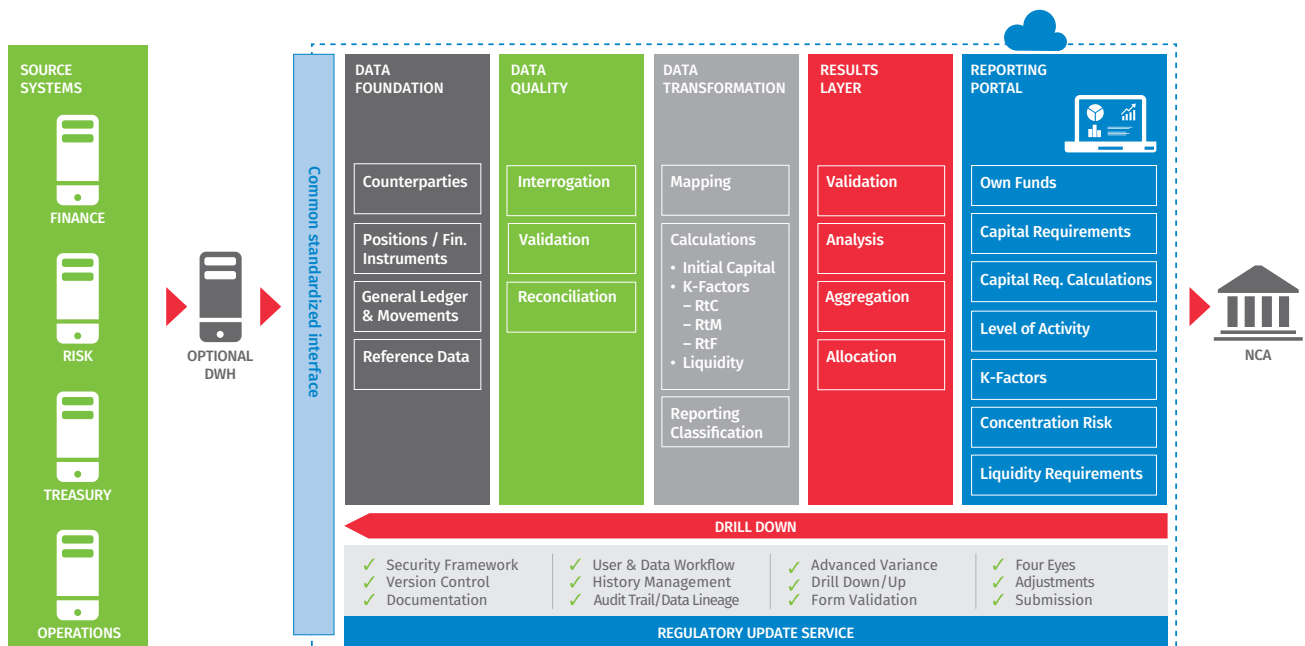 SOURCE
SYSTEMS
FINANCE
RISK
TREASURY
OPERATIONS
OPTIONAL
DWH
Common standardized interface
DATA
FOUNDATION
Counterparties
Positions / Fin.
Instruments
General Ledger
& Movements
Reference Data
DATA
QUALITY
Interrogation
Validation
Reconciliation
DATA
TRANSFORMATION
Mapping
Calculations
• Initial Capital
• K-Factors
– RtC
– RtM
– RtF
• Liquidity
Reporting
Classification
RESULTS
LAYER
Validation
Analysis
Aggregation
Allocation
REPORTING
PORTAL
Own Funds
Capital Requirements
Capital Req. Calculations
Level of Activity
K-Factors
Concentration Risk
Liquidity Requirements
NCA
DRILL DOWN
✓ Security Framework
✓ Version Control
✓ Documentation
✓ User & Data Workflow
✓ History Management
✓ Audit Trail/Data Lineage
✓ Advanced Variance
✓ Drill Down/Up
✓ Form Validation
✓ Four Eyes
✓ Adjustments
✓ Submission
REGULATORY UPDATE SERVICE